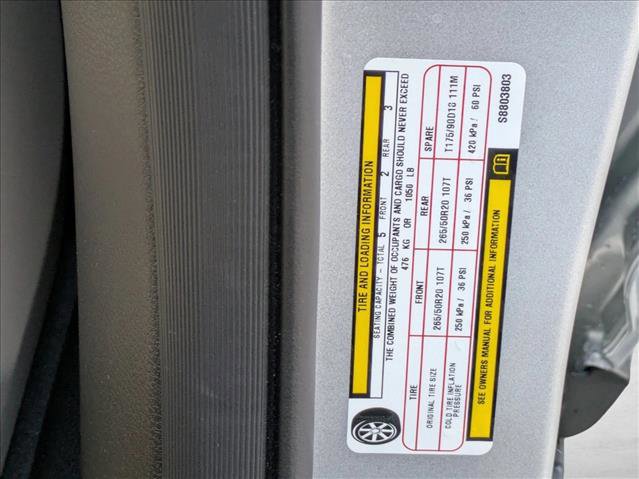 TIRE AND LOADING INFORMATION
SEATING CAPACITY - TOTAL 5 FRONT 2 REAR 3
THE COMBINED WEIGHT OF OCCUPANTS AND CARGO SHOULD NEVER EXCEED
476 KG OR 1050 LB
TIRE FRONT REAR SPARE
ORIGINAL TIRE SIZE 265/50R20 107T 265/50R20 107T T175/90D18 111M
COLD TIRE INFLATION PRESSURE 250 kPa/ 36 PSI 250 kPa/ 36 PSI 420 kPa/ 60 PSI
SEE OWNERS MANUAL FOR ADDITIONAL INFORMATION
S8803803